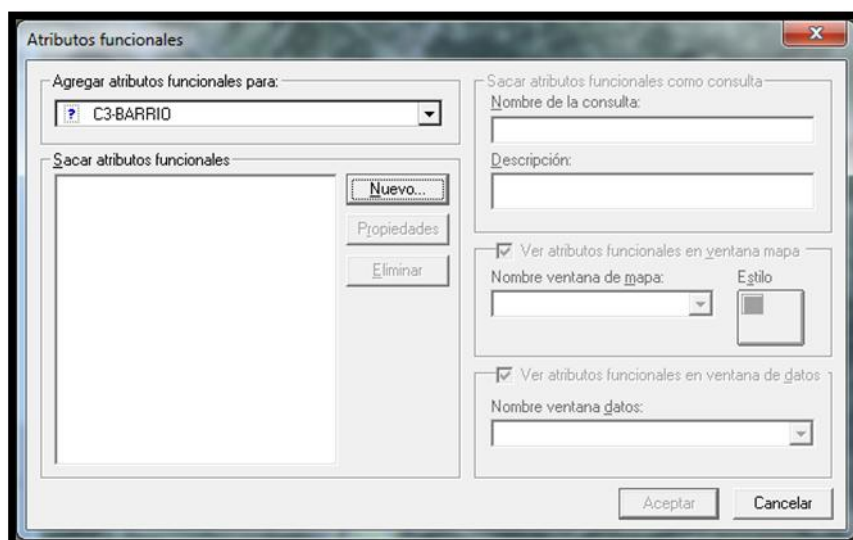 Atributos funcionales
Agregar atributos funcionales para:
? C3-BARRIO
Sacar atributos funcionales
Nuevo...
Propiedades
Eliminar
Sacar atributos funcionales como consulta
Nombre de la consulta:
Descripción:
Ver atributos funcionales en ventana mapa
Nombre ventana de mapa:
Estilo
Ver atributos funcionales en ventana de datos
Nombre ventana datos:
Aceptar
Cancelar